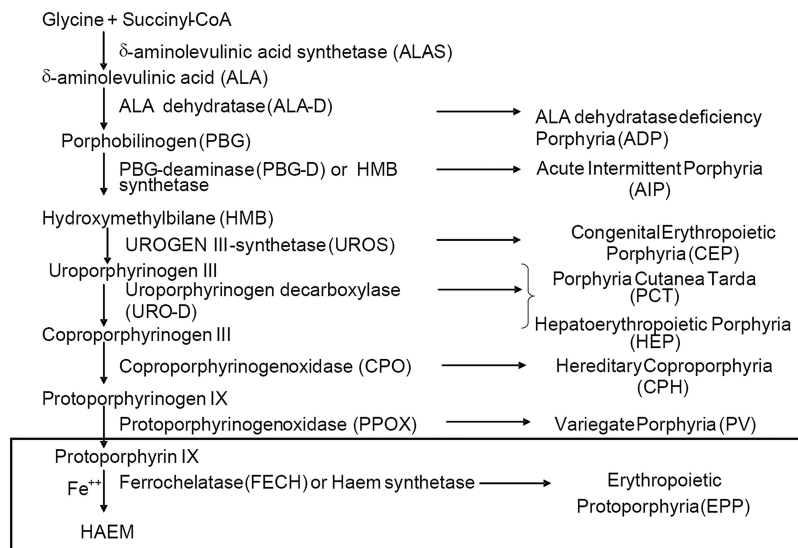 Glycine + Succinyl-CoA
δ-aminolevulinic acid synthetase (ALAS)
δ-aminolevulinic acid (ALA)
ALA dehydratase (ALA-D)
ALA dehydratase deficiency
Porphyria (ADP)
Porphobilinogen (PBG)
PBG-deaminase (PBG-D) or HMB
synthetase
Acute Intermittent Porphyria
(AIP)
Hydroxymethylbilane (HMB)
UROGEN III-synthetase (UROS)
Congenital Erythropoietic
Porphyria (CEP)
Uroporphyrinogen III
Uroporphyrinogen decarboxylase
(URO-D)
Porphyria Cutanea Tarda
(PCT)
Hepatoerythropoietic Porphyria
(HEP)
Coproporphyrinogen III
Coproporphyrinogenoxidase (CPO)
Hereditary Coproporphyria
(CPH)
Protoporphyrinogen IX
Protoporphyrinogenoxidase (PPOX)
Variegate Porphyria (PV)
Protoporphyrin IX
Fe++
Ferrochelatase (FECH) or Haem synthetase
Erythropoietic
Protoporphyria (EPP)
HAEM